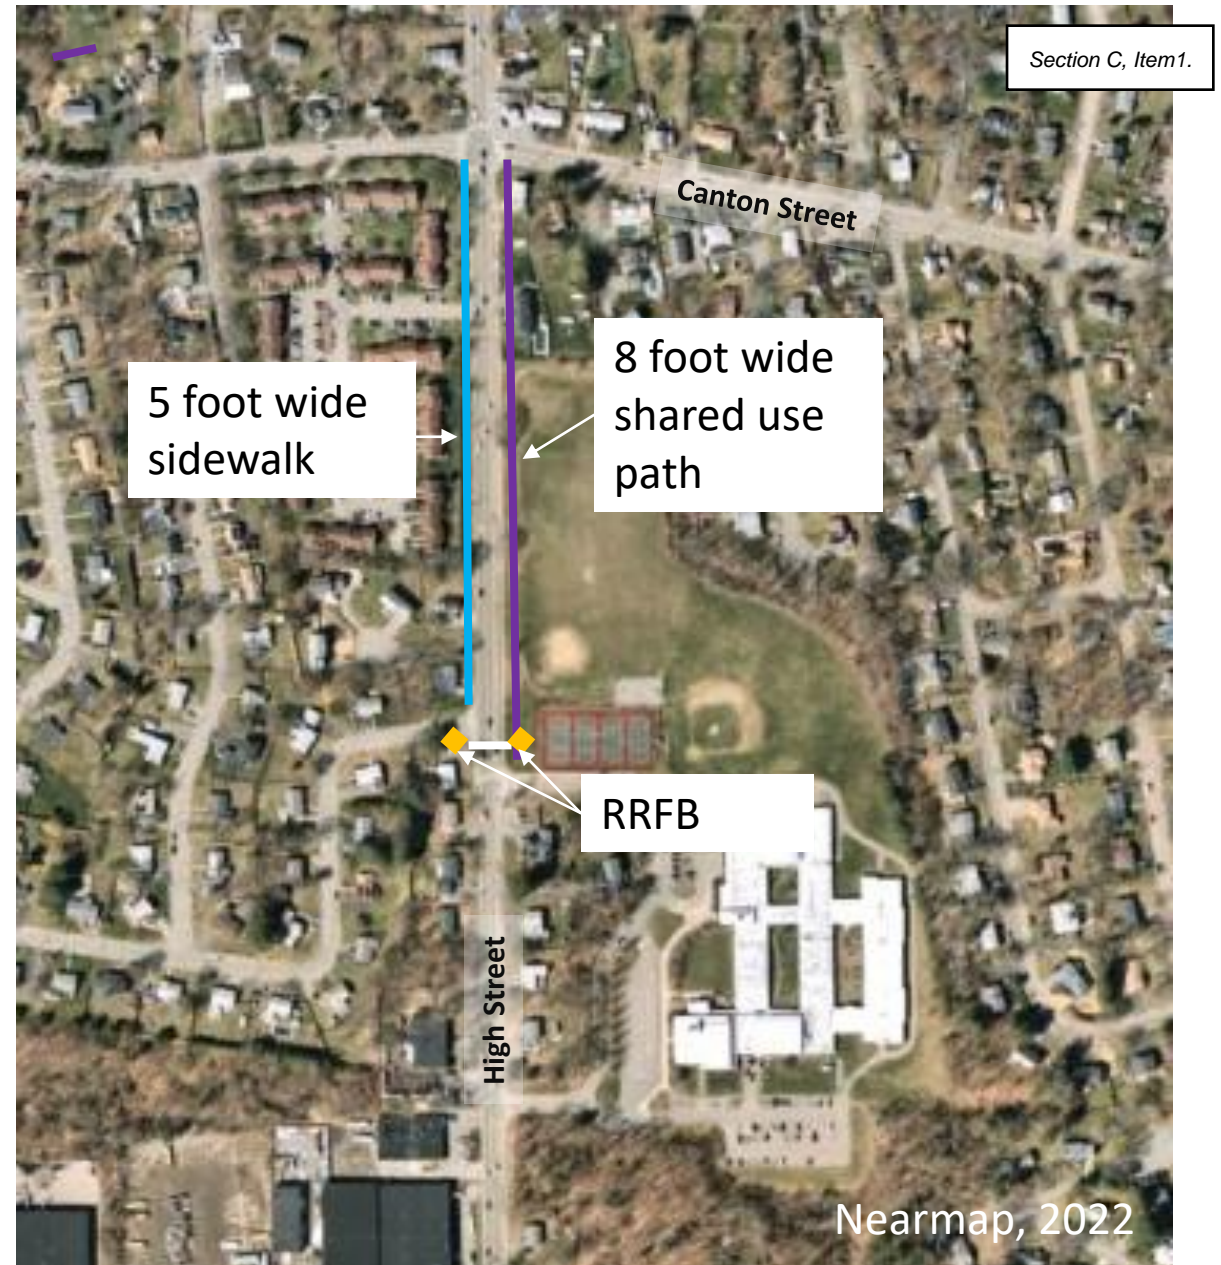 Section C, Item1.
Canton Street
8 foot wide
shared use
path
5 foot wide
sidewalk
RRFB
High Street
Nearmap, 2022